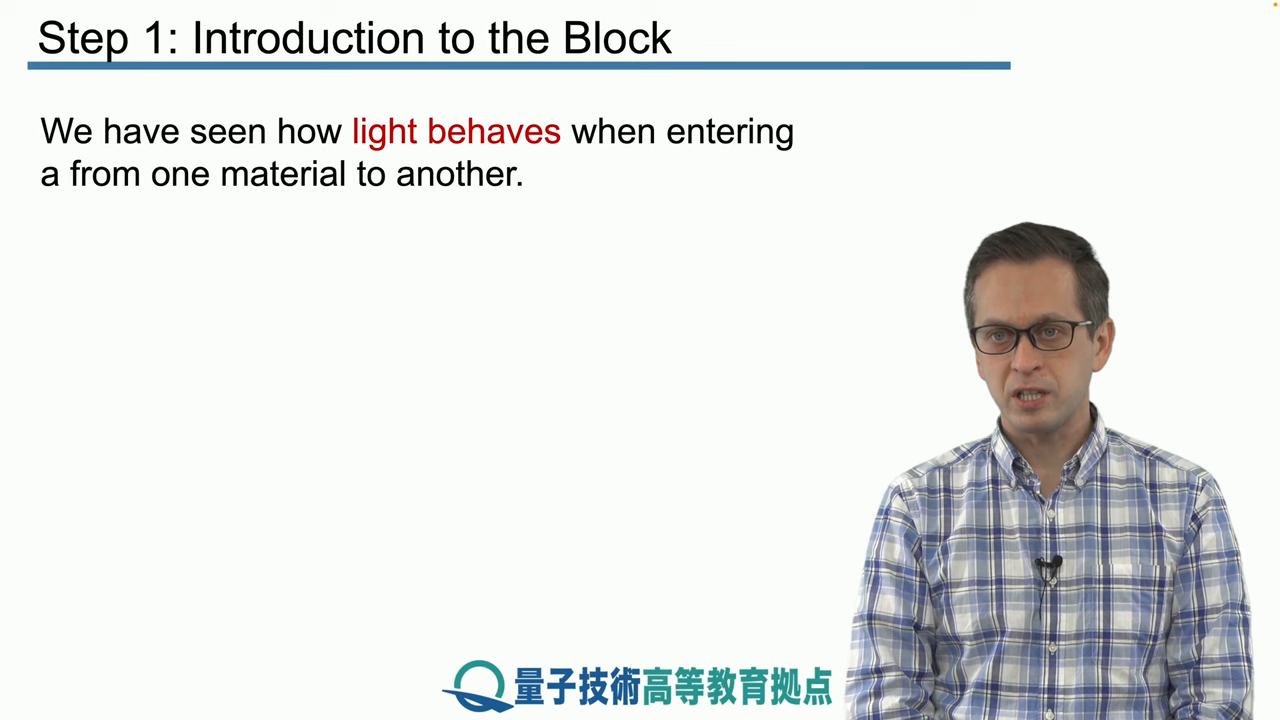 Step 1: Introduction to the Block
We have seen how light behaves when entering
a from one material to another.
量子技術高等教育拠点